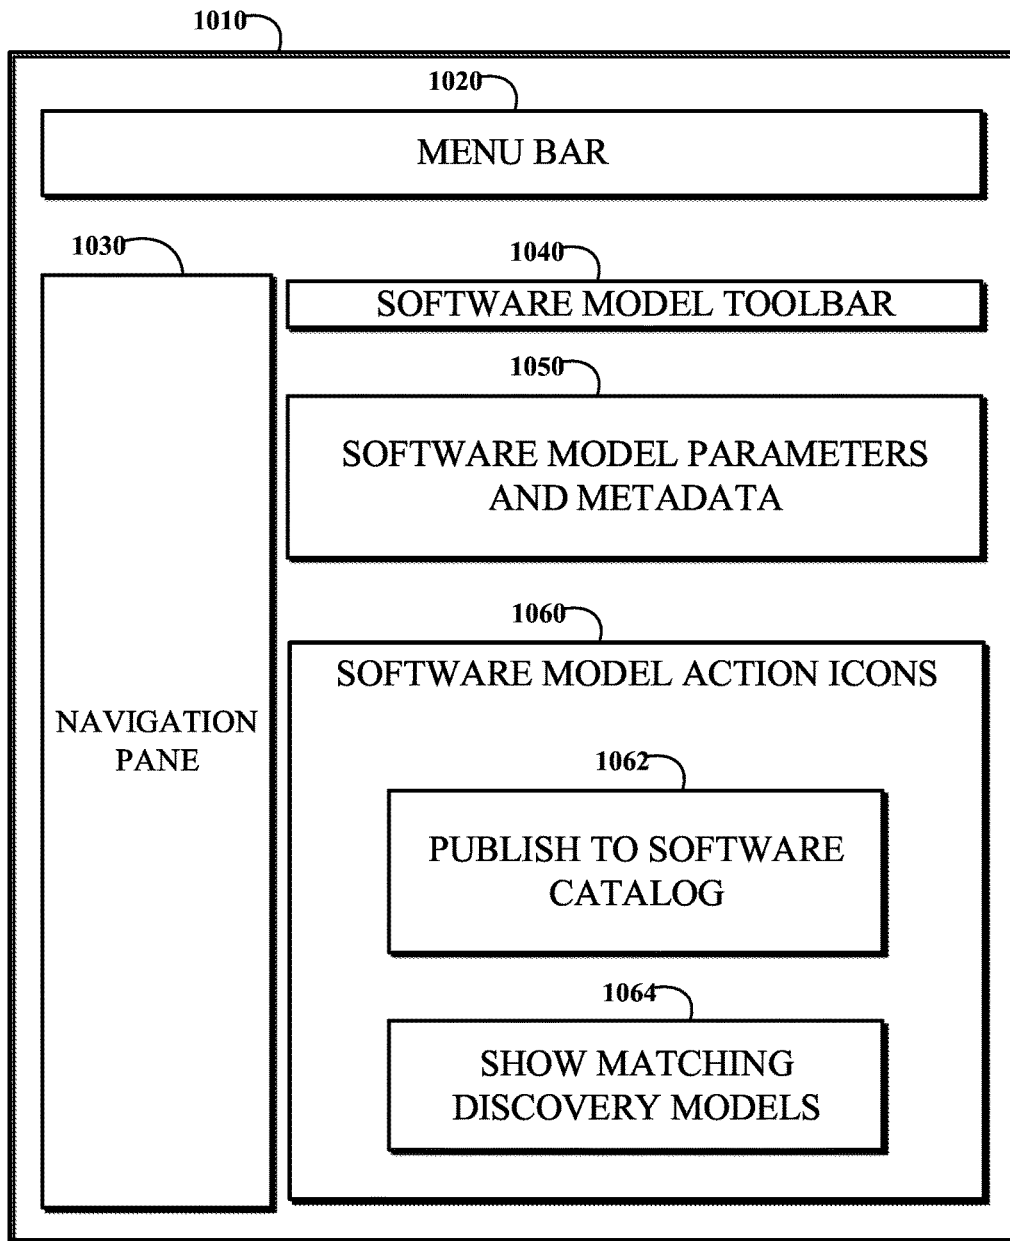 1010
1020
MENU BAR
1030
NAVIGATION
PANE
1040
SOFTWARE MODEL TOOLBAR
1050
SOFTWARE MODEL PARAMETERS
AND METADATA
1060
SOFTWARE MODEL ACTION ICONS
1062
PUBLISH TO SOFTWARE
CATALOG
1064
SHOW MATCHING
DISCOVERY MODELS